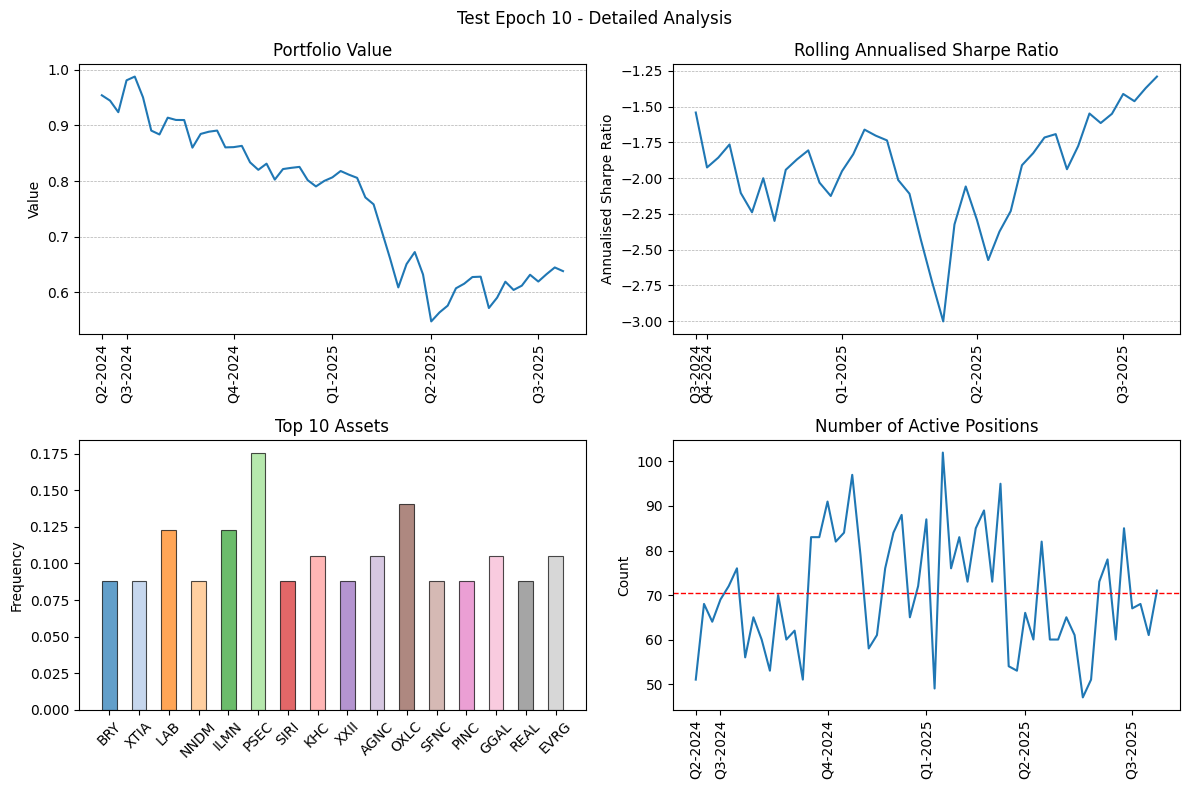 Test Epoch 10 - Detailed Analysis
Portfolio Value
Value
1.0
0.9
0.8
0.7
0.6
Q2-2024
Q3-2024
Q4-2024
Q1-2025
Q2-2025
Q3-2025
Rolling Annualised Sharpe Ratio
Annualised Sharpe Ratio
−1.25
−1.50
−1.75
−2.00
−2.25
−2.50
−2.75
−3.00
Q3-2024
Q4-2024
Q1-2025
Q2-2025
Q3-2025
Top 10 Assets
Frequency
0.175
0.150
0.125
0.100
0.075
0.050
0.025
0.000
BRY
XTIA
LAB
NNDM
ILMN
PSEC
SIRI
KHC
XXII
AGNC
OXLC
SFNC
PINC
GGAL
REAL
EVRG
Number of Active Positions
Count
100
90
80
70
60
50
Q2-2024
Q3-2024
Q4-2024
Q1-2025
Q2-2025
Q3-2025